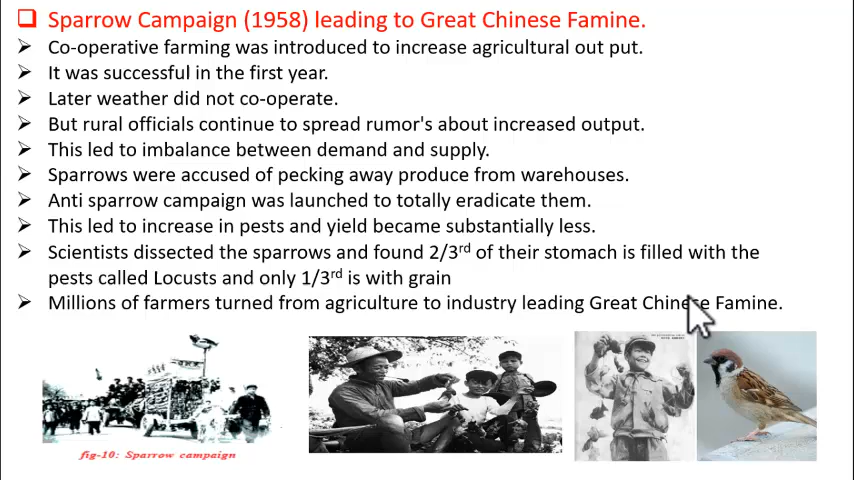 Sparrow Campaign (1958) leading to Great Chinese Famine.
Co-operative farming was introduced to increase agricultural out put.
It was successful in the first year.
Later weather did not co-operate.
But rural officials continue to spread rumor's about increased output.
This led to imbalance between demand and supply.
Sparrows were accused of pecking away produce from warehouses.
Anti sparrow campaign was launched to totally eradicate them.
This led to increase in pests and yield became substantially less.
Scientists dissected the sparrows and found 2/3rd of their stomach is filled with the
pests called Locusts and only 1/3rd is with grain
Millions of farmers turned from agriculture to industry leading Great Chinese Famine.
fig-10: Sparrow campaign